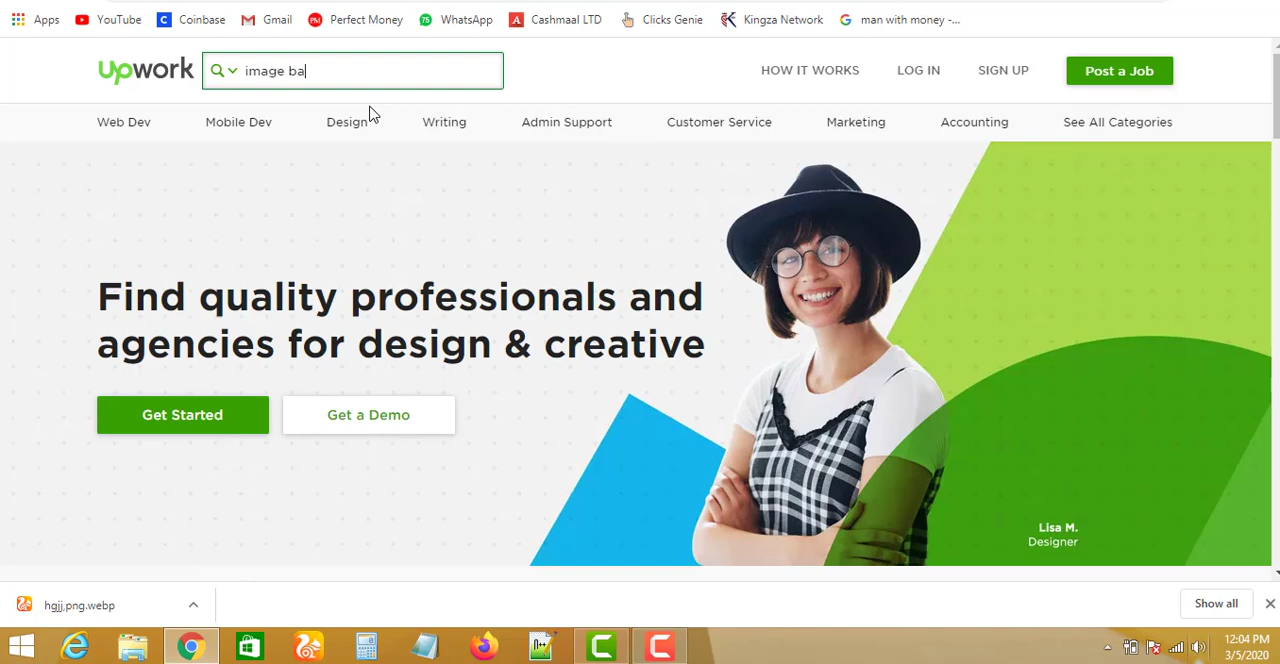 Apps YouTube Coinbase Gmail Perfect Money WhatsApp Cashmaal LTD Clicks Genie Kingza Network man with money -...
upwork image ba HOW IT WORKS LOG IN SIGN UP Post a Job
Web Dev Mobile Dev Design Writing Admin Support Customer Service Marketing Accounting See All Categories
Find quality professionals and
agencies for design & creative
Get Started Get a Demo
Lisa M.
Designer
hgjj,png.webp Show all
12:04 PM
3/5/2020